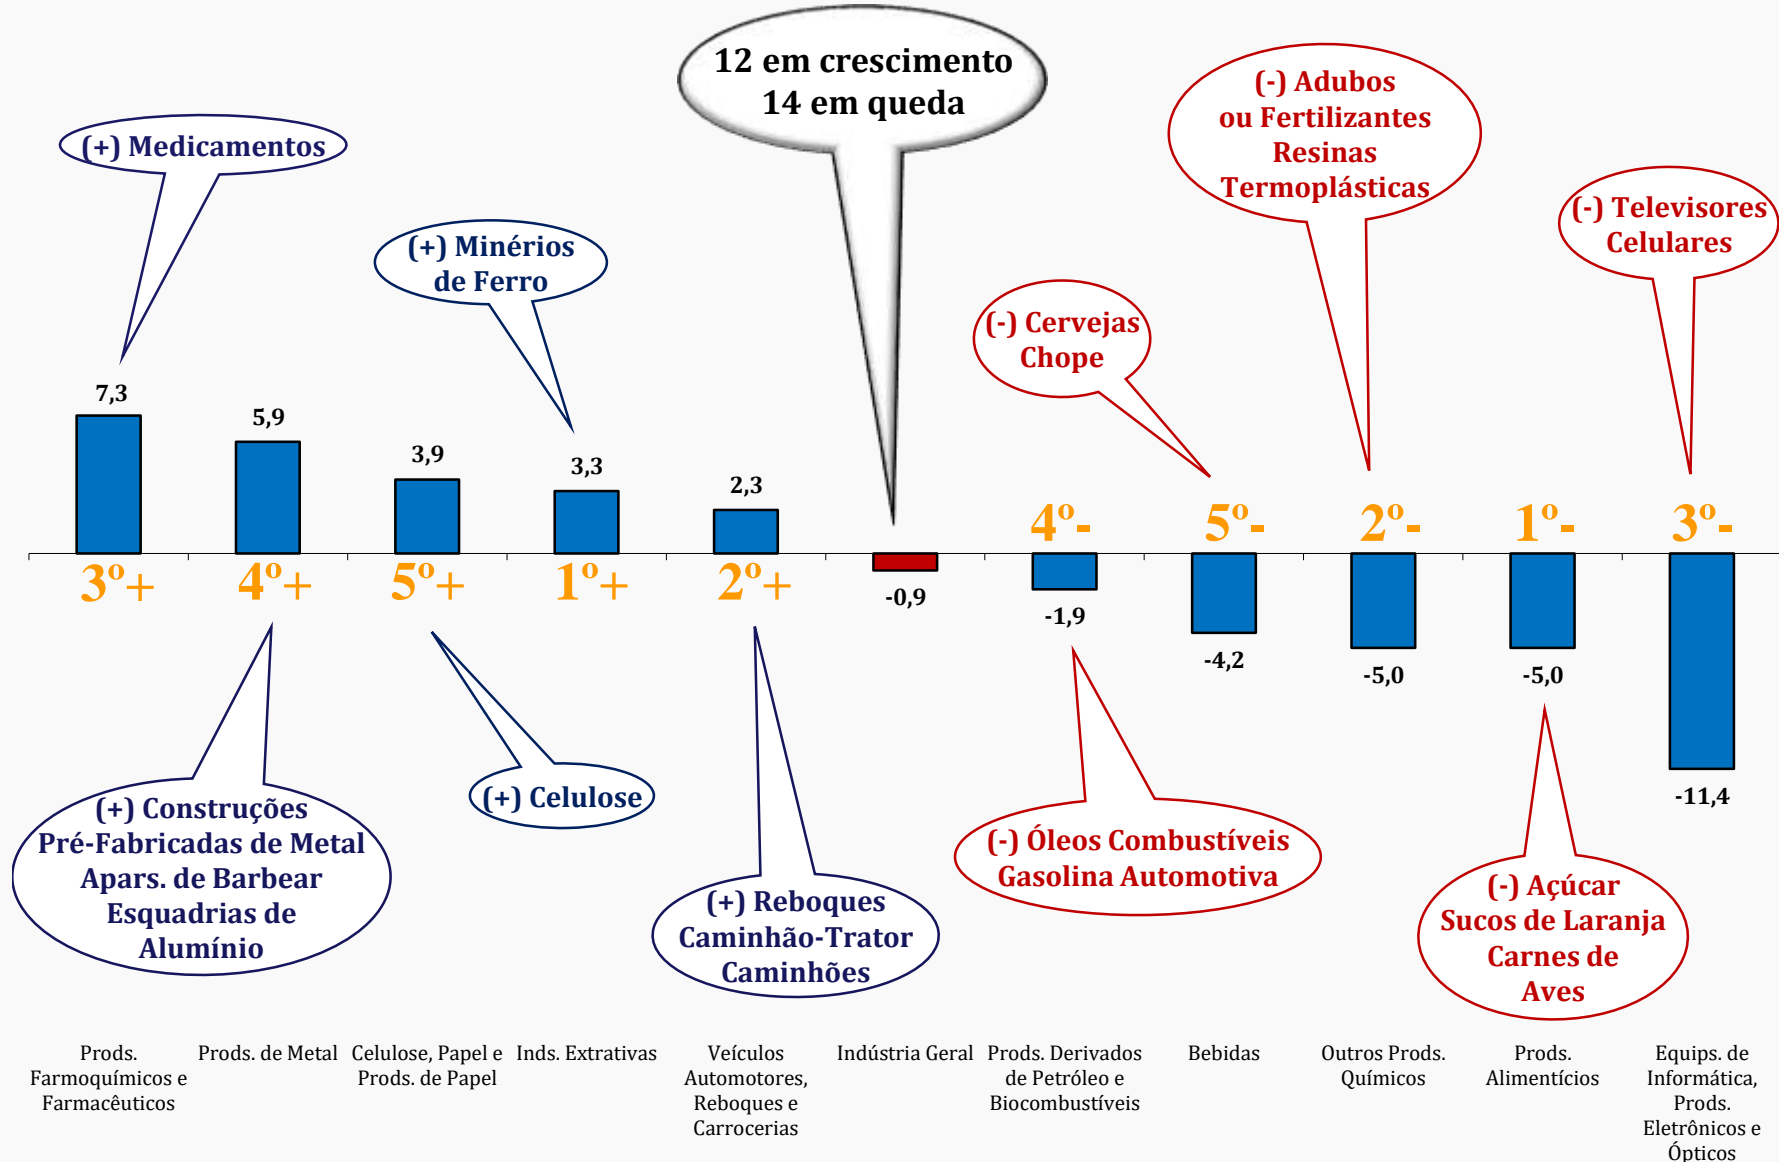 12 em crescimento
14 em queda
(-) Adubos
ou Fertilizantes
Resinas
Termoplásticas
(+) Medicamentos
(-) Televisores
Celulares
(+) Minérios
de Ferro
(-) Cervejas
Chope
7,3
5,9
3,9
3,3
2,3
4º-
5º-
2º-
1º-
3º-
3º+
4º+
5º+
1º+
2º+
-0,9
-1,9
-4,2
-5,0
-5,0
-11,4
(+) Construções
Pré-Fabricadas de Metal
Apars. de Barbear
Esquadrias de
Alumínio
(+) Celulose
(+) Reboques
Caminhão-Trator
Caminhões
(-) Óleos Combustíveis
Gasolina Automotiva
(-) Açúcar
Sucos de Laranja
Carnes de
Aves
Prods.
Farmoquímicos e
Farmacêuticos
Prods. de Metal
Celulose, Papel e
Prods. de Papel
Inds. Extrativas
Veículos
Automotores,
Reboques e
Carrocerias
Indústria Geral
Prods. Derivados
de Petróleo e
Biocombustíveis
Bebidas
Outros Prods.
Químicos
Prods.
Alimentícios
Equips. de
Informática,
Prods.
Eletrônicos e
Ópticos